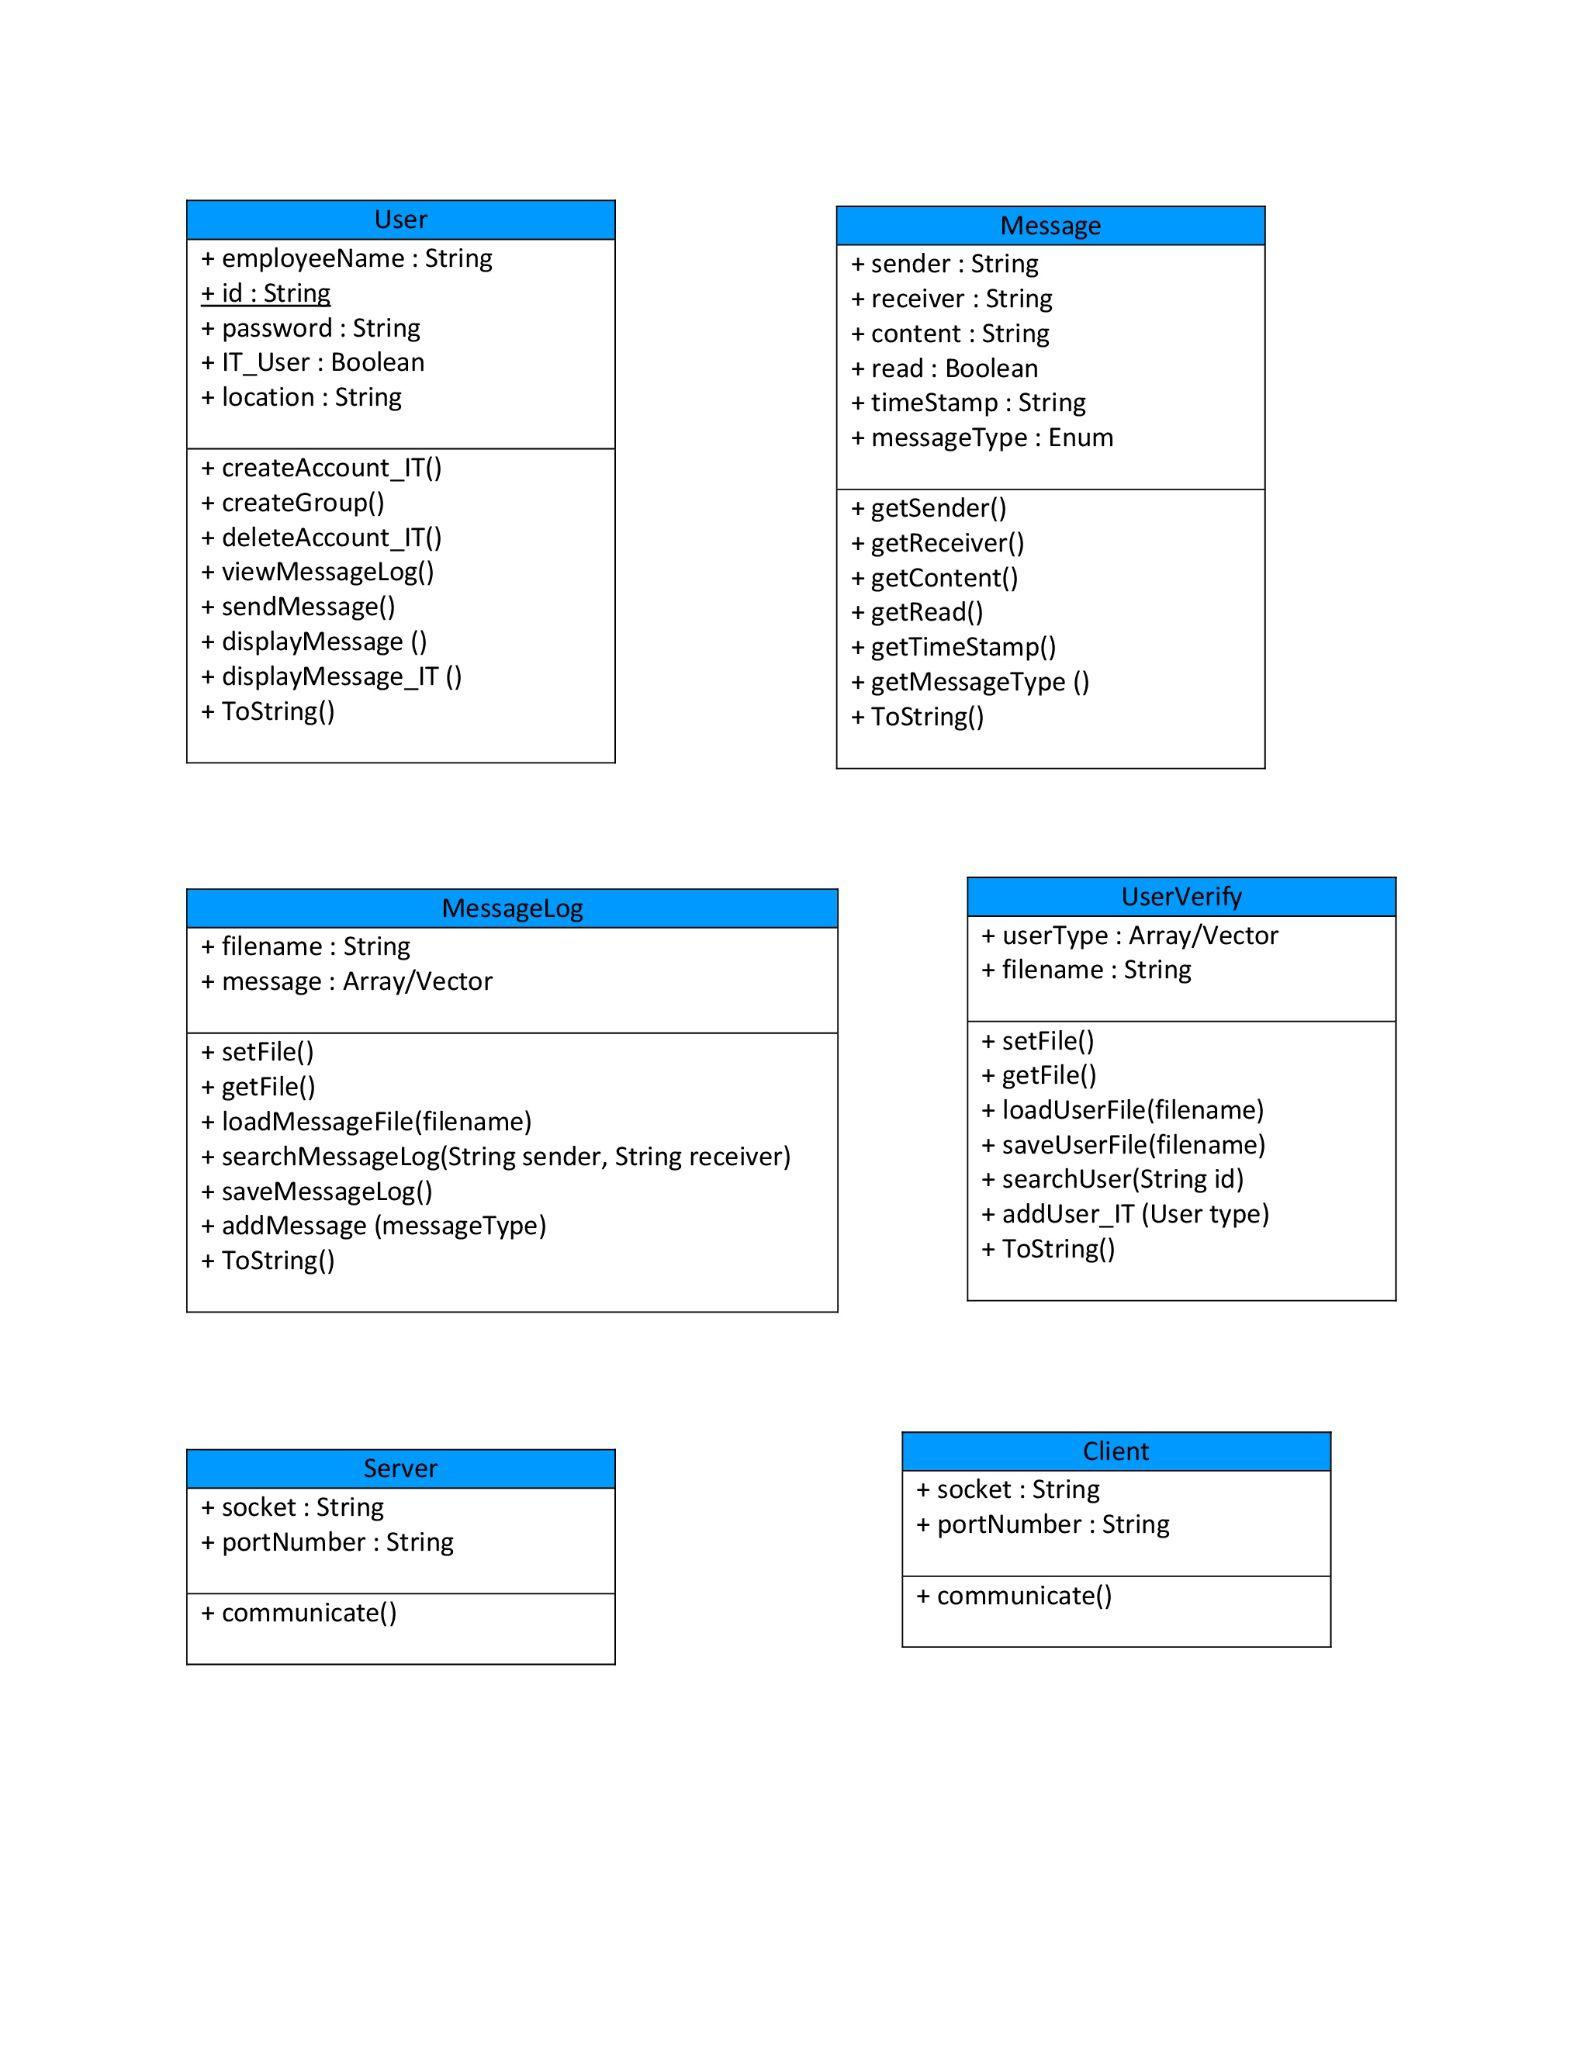 User
+ employeeName : String
+ id : String
+ password : String
+ IT_User : Boolean
+ location : String
+ createAccount_IT()
+ createGroup()
+ deleteAccount_IT()
+ viewMessageLog()
+ sendMessage()
+ displayMessage ()
+ displayMessage_IT ()
+ ToString()
Message
+ sender : String
+ receiver : String
+ content : String
+ read : Boolean
+ timeStamp : String
+ messageType : Enum
+ getSender()
+ getReceiver()
+ getContent()
+ getRead()
+ getTimeStamp()
+ getMessageType ()
+ ToString()
MessageLog
+ filename : String
+ message : Array/Vector
+ setFile()
+ getFile()
+ loadMessageFile(filename)
+ searchMessageLog(String sender, String receiver)
+ saveMessageLog()
+ addMessage (messageType)
+ ToString()
UserVerify
+ userType : Array/Vector
+ filename : String
+ setFile()
+ getFile()
+ loadUserFile(filename)
+ saveUserFile(filename)
+ searchUser(String id)
+ addUser_IT (User type)
+ ToString()
Server
+ socket : String
+ portNumber : String
+ communicate()
Client
+ socket : String
+ portNumber : String
+ communicate()